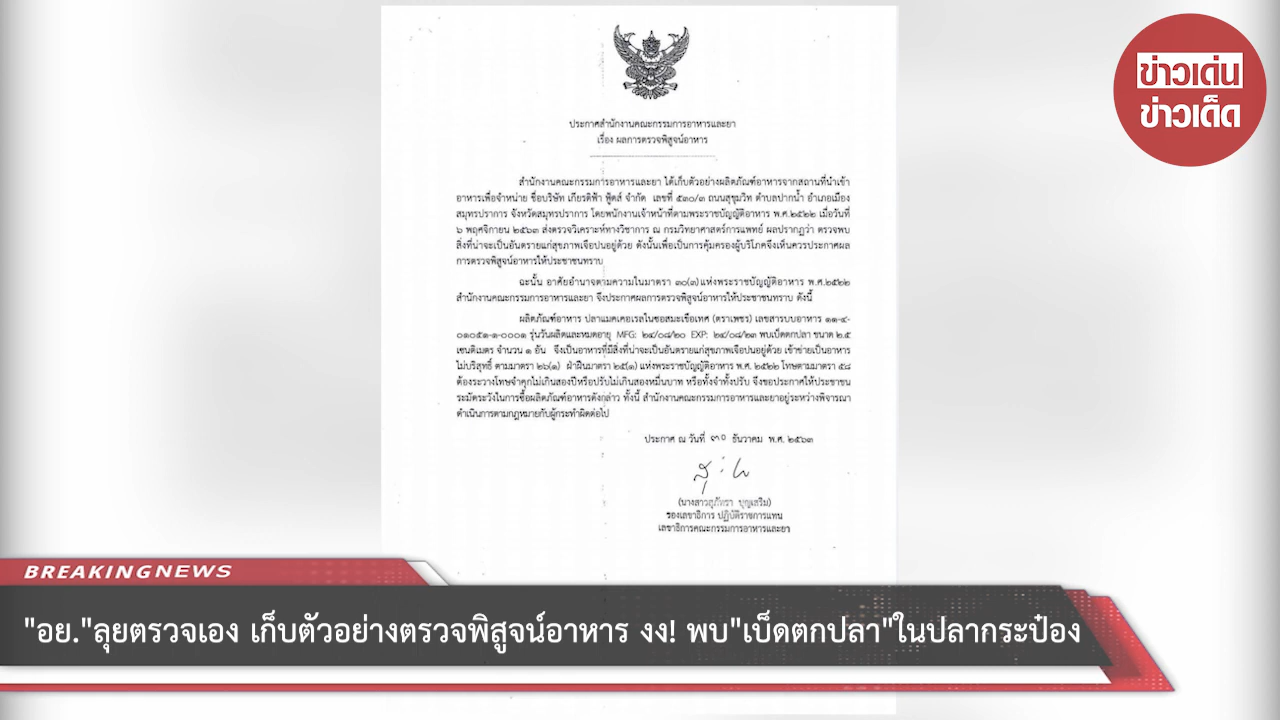 ข่าวเด่น
ข่าวเด็ด
ประกาศสำนักงานคณะกรรมการอาหารและยา
เรื่อง ผลการตรวจพิสูจน์อาหาร
สำนักงานคณะกรรมการอาหารและยา ได้เก็บตัวอย่างผลิตภัณฑ์อาหารจากสถานที่นำเข้า
อาหารเพื่อจำหน่าย ชื่อบริษัท เกียรติฟ้า ฟู้ดส์ จำกัด เลขที่ ๕๓๐/๓ ถนนสุขุมวิท ตำบลปากน้ำ อำเภอเมือง
สมุทรปราการ จังหวัดสมุทรปราการ โดยพนักงานเจ้าหน้าที่ตามพระราชบัญญัติอาหาร พ.ศ.๒๕๒๒ เมื่อวันที่
๖ พฤศจิกายน ๒๕๖๓ ส่งตรวจวิเคราะห์ทางวิชาการ ณ กรมวิทยาศาสตร์การแพทย์ ผลปรากฏว่า ตรวจพบ
สิ่งที่น่าจะเป็นอันตรายแก่สุขภาพเจือปนอยู่ด้วย ดังนั้นเพื่อเป็นการคุ้มครองผู้บริโภคจึงเห็นควรประกาศผล
การตรวจพิสูจน์อาหารให้ประชาชนทราบ
ฉะนั้น อาศัยอำนาจตามความในมาตรา ๓๐(๓) แห่งพระราชบัญญัติอาหาร พ.ศ.๒๕๒๒
สำนักงานคณะกรรมการอาหารและยา จึงประกาศผลการตรวจพิสูจน์อาหารให้ประชาชนทราบ ดังนี้
ผลิตภัณฑ์อาหาร ปลาแมคเคอเรลในซอสมะเขือเทศ (ตราเพชร) เลขสารบบอาหาร ๑๑-๔-
๐๑๐๕๑-๑-๐๐๐๑ รุ่นวันผลิตและหมดอายุ MFG: ๒๔/๐๘/๒๐ EXP: ๒๔/๐๘/๒๓ พบเบ็ดตกปลา ขนาด ๒.๕
เซนติเมตร จำนวน ๑ อัน จึงเป็นอาหารที่มีสิ่งที่น่าจะเป็นอันตรายแก่สุขภาพเจือปนอยู่ด้วย เข้าข่ายเป็นอาหาร
ไม่บริสุทธิ์ ตามมาตรา ๒๖(๑) ฝ่าฝืนมาตรา ๒๕(๑) แห่งพระราชบัญญัติอาหาร พ.ศ. ๒๕๒๒ โทษตามมาตรา ๕๘
ต้องระวางโทษจำคุกไม่เกินสองปีหรือปรับไม่เกินสองหมื่นบาท หรือทั้งจำทั้งปรับ จึงขอประกาศให้ประชาชน
ระมัดระวังในการซื้อผลิตภัณฑ์อาหารดังกล่าว ทั้งนี้ สำนักงานคณะกรรมการอาหารและยาอยู่ระหว่างพิจารณา
ดำเนินการตามกฎหมายกับผู้กระทำผิดต่อไป
ประกาศ ณ วันที่ ๓๐ ธันวาคม พ.ศ. ๒๕๖๓
(นางสาวสุภัทรา บุญเสริม)
รองเลขาธิการ ปฏิบัติราชการแทน
เลขาธิการคณะกรรมการอาหารและยา
BREAKINGNEWS
"อย."ลุยตรวจเอง เก็บตัวอย่างตรวจพิสูจน์อาหาร งง! พบ"เบ็ดตกปลา"ในปลากระป๋อง